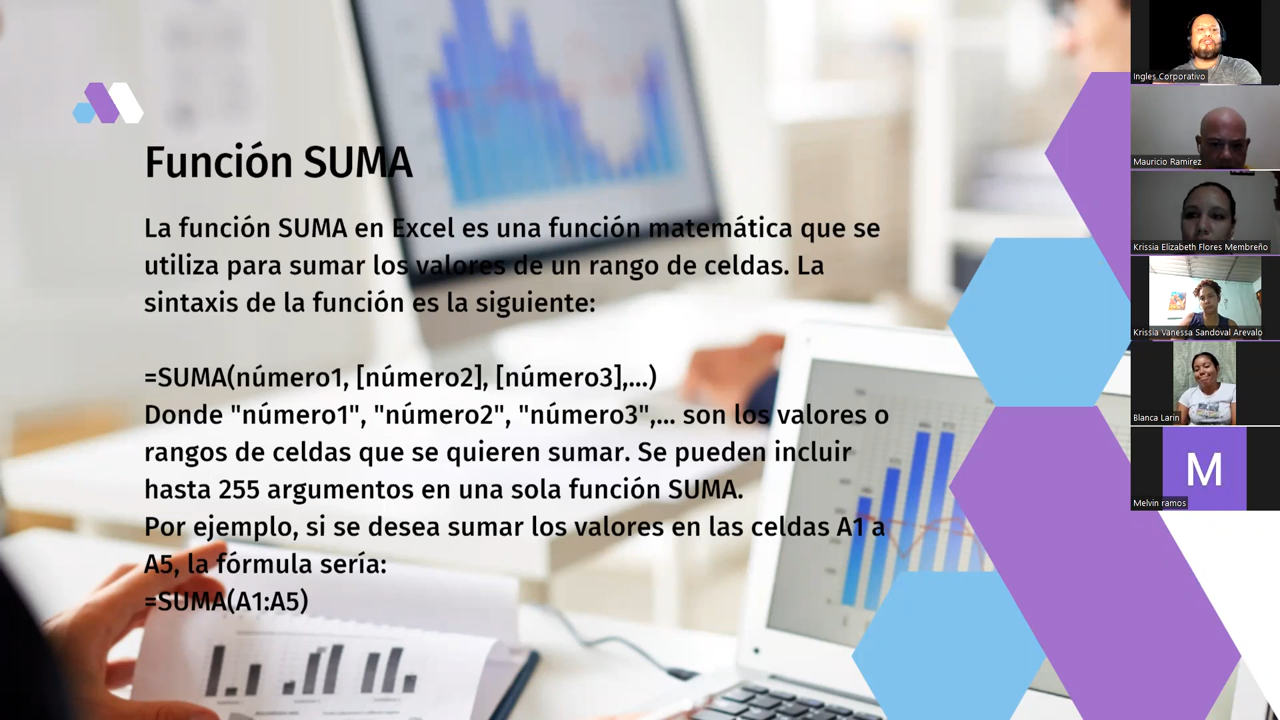 Función SUMA
La función SUMA en Excel es una función matemática que se
utiliza para sumar los valores de un rango de celdas. La
sintaxis de la función es la siguiente:
=SUMA(número1, [número2], [número3],...)
Donde "número1", "número2", "número3",... son los valores o
rangos de celdas que se quieren sumar. Se pueden incluir
hasta 255 argumentos en una sola función SUMA.
Por ejemplo, si se desea sumar los valores en las celdas A1 a
A5, la fórmula sería:
=SUMA(A1:A5)
Ingles Corporativo
Mauricio Ramirez
Krissia Elizabeth Flores Membreño
Krissia Vanessa Sandoval Arevalo
Blanca Larin
M
Melvin ramos